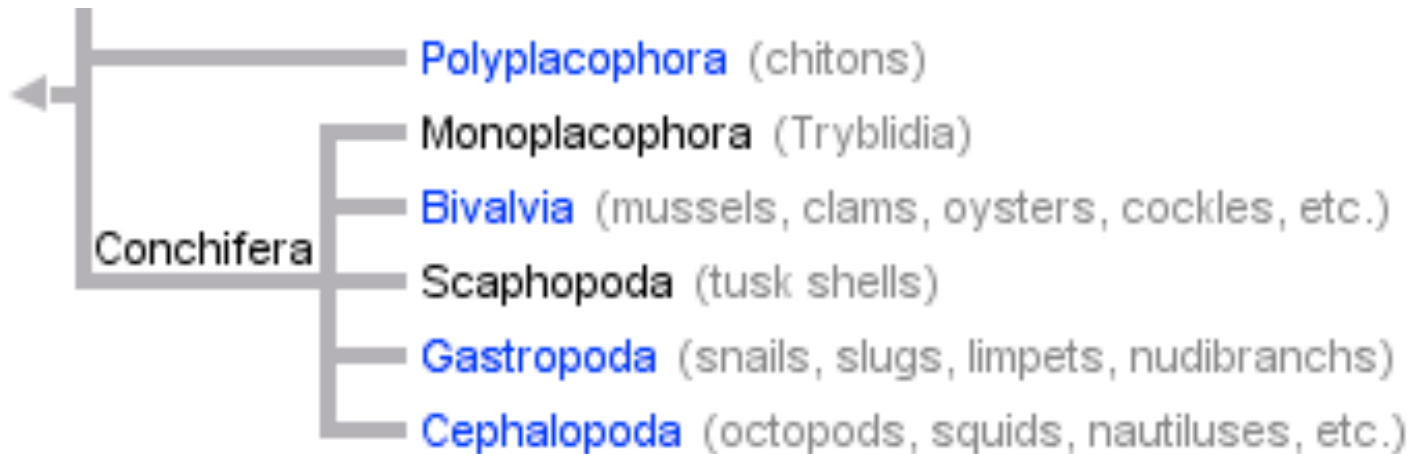 Polyplacophora (chitons)
Monoplacophora (Tryblidia)
Bivalvia (mussels, clams, oysters, cockles, etc.)
Conchifera
Scaphopoda (tusk shells)
Gastropoda (snails, slugs, limpets, nudibranchs)
Cephalopoda (octopods, squids, nautiluses, etc.)